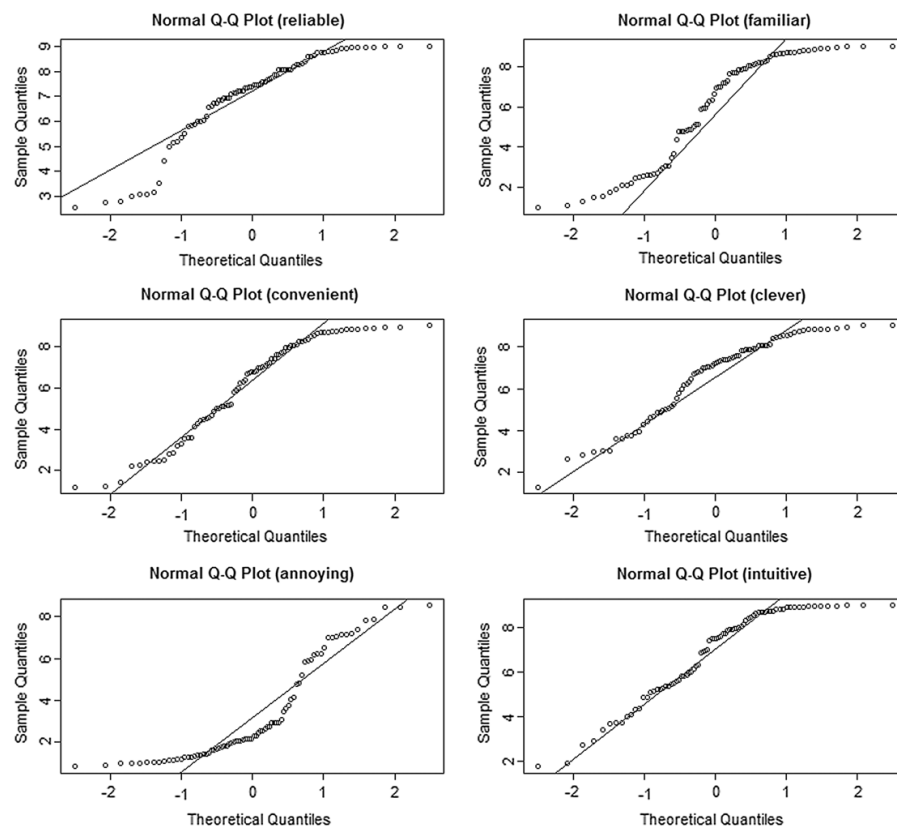 Normal Q-Q Plot (reliable)
Sample Quantiles
9
8
7
6
5
4
3
-2 -1 0 1 2
Theoretical Quantiles
Normal Q-Q Plot (familiar)
Sample Quantiles
8
6
4
2
-2 -1 0 1 2
Theoretical Quantiles
Normal Q-Q Plot (convenient)
Sample Quantiles
8
6
4
2
-2 -1 0 1 2
Theoretical Quantiles
Normal Q-Q Plot (clever)
Sample Quantiles
8
6
4
2
-2 -1 0 1 2
Theoretical Quantiles
Normal Q-Q Plot (annoying)
Sample Quantiles
8
6
4
2
-2 -1 0 1 2
Theoretical Quantiles
Normal Q-Q Plot (intuitive)
Sample Quantiles
8
6
4
2
-2 -1 0 1 2
Theoretical Quantiles